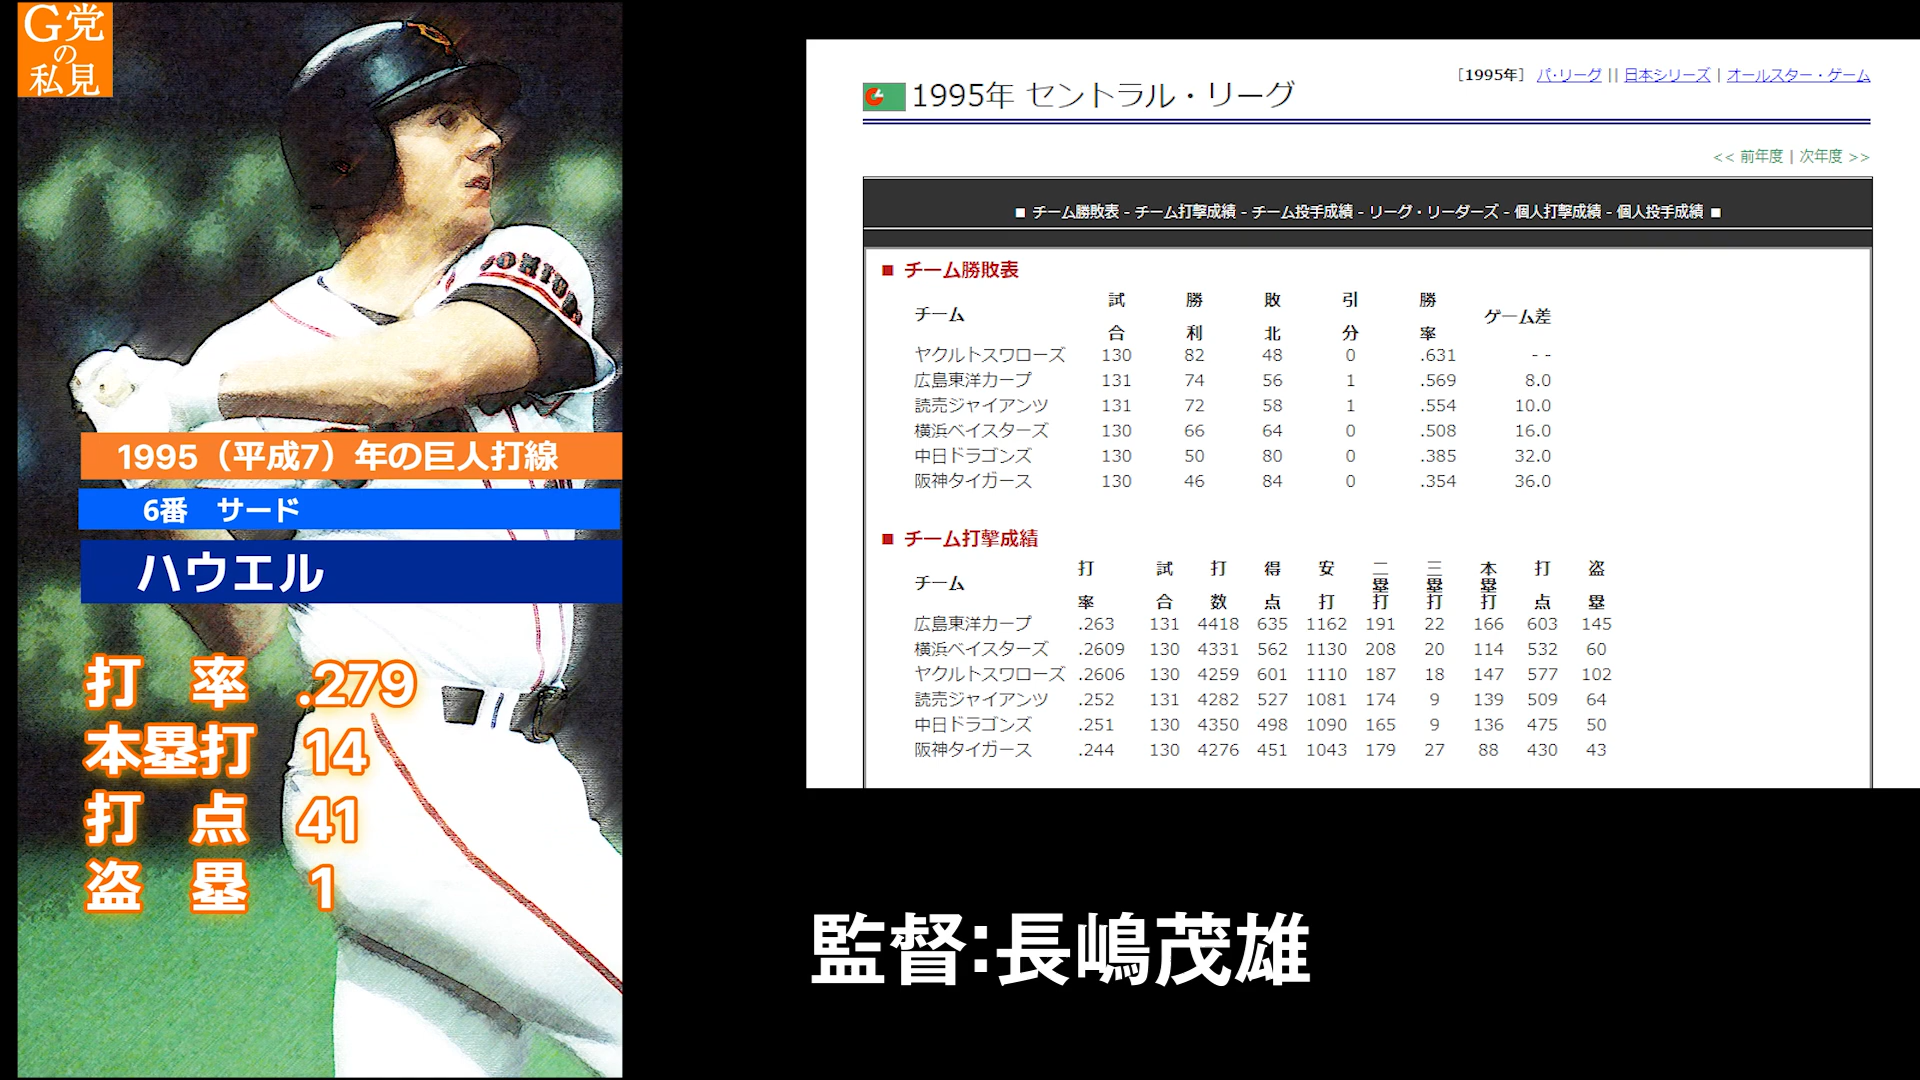 G党
の
私見
1995（平成7）年の巨人打線
6番　サード
ハウエル
打　率　.279
本塁打　14
打　点　41
盗　塁　1
［1995年］ パ・リーグ || 日本シリーズ | オールスター・ゲーム
1995年 セントラル・リーグ
<< 前年度 | 次年度 >>
■ チーム勝敗表 - チーム打撃成績 - チーム投手成績 - リーグ・リーダーズ - 個人打撃成績 - 個人投手成績 ■
■ チーム勝敗表
チーム 試合 勝利 敗北 引分 勝率 ゲーム差
ヤクルトスワローズ 130 82 48 0 .631 - -
広島東洋カープ 131 74 56 1 .569 8.0
読売ジャイアンツ 131 72 58 1 .554 10.0
横浜ベイスターズ 130 66 64 0 .508 16.0
中日ドラゴンズ 130 50 80 0 .385 32.0
阪神タイガース 130 46 84 0 .354 36.0
■ チーム打撃成績
チーム 打率 試合 打数 得点 安打 二塁打 三塁打 本塁打 打点 盗塁
広島東洋カープ .263 131 4418 635 1162 191 22 166 603 145
横浜ベイスターズ .2609 130 4331 562 1130 208 20 114 532 60
ヤクルトスワローズ .2606 130 4259 601 1110 187 18 147 577 102
読売ジャイアンツ .252 131 4282 527 1081 174 9 139 509 64
中日ドラゴンズ .251 130 4350 498 1090 165 9 136 475 50
阪神タイガース .244 130 4276 451 1043 179 27 88 430 43
監督:長嶋茂雄